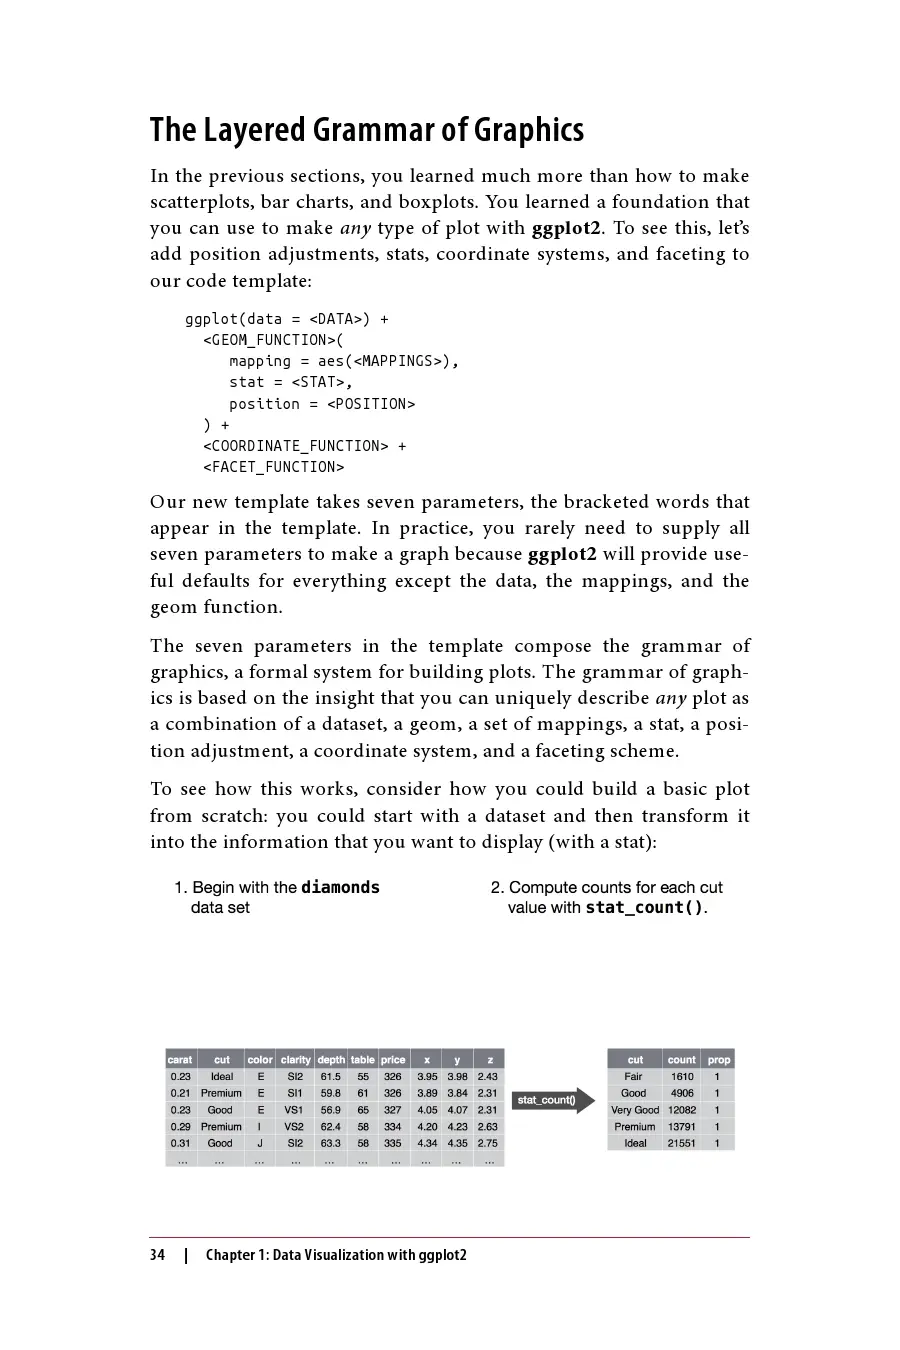 The Layered Grammar of Graphics
In the previous sections, you learned much more than how to make
scatterplots, bar charts, and boxplots. You learned a foundation that
you can use to make any type of plot with ggplot2. To see this, let’s
add position adjustments, stats, coordinate systems, and faceting to
our code template:
ggplot(data = <DATA>) +
<GEOM_FUNCTION>(
mapping = aes(<MAPPINGS>),
stat = <STAT>,
position = <POSITION>
) +
<COORDINATE_FUNCTION> +
<FACET_FUNCTION>
Our new template takes seven parameters, the bracketed words that
appear in the template. In practice, you rarely need to supply all
seven parameters to make a graph because ggplot2 will provide use-
ful defaults for everything except the data, the mappings, and the
geom function.
The seven parameters in the template compose the grammar of
graphics, a formal system for building plots. The grammar of graph-
ics is based on the insight that you can uniquely describe any plot as
a combination of a dataset, a geom, a set of mappings, a stat, a posi-
tion adjustment, a coordinate system, and a faceting scheme.
To see how this works, consider how you could build a basic plot
from scratch: you could start with a dataset and then transform it
into the information that you want to display (with a stat):
1. Begin with the diamonds
data set
2. Compute counts for each cut
value with stat_count().
carat cut color clarity depth table price x y z
0.23 Ideal E SI2 61.5 55 326 3.95 3.98 2.43
0.21 Premium E SI1 59.8 61 326 3.89 3.84 2.31
0.23 Good E VS1 56.9 65 327 4.05 4.07 2.31
0.29 Premium I VS2 62.4 58 334 4.20 4.23 2.63
0.31 Good J SI2 63.3 58 335 4.34 4.35 2.75
... ... ... ... ... ... ... ... ... ...
stat_count()
cut count prop
Fair 1610 1
Good 4906 1
Very Good 12082 1
Premium 13791 1
Ideal 21551 1
34 | Chapter 1: Data Visualization with ggplot2